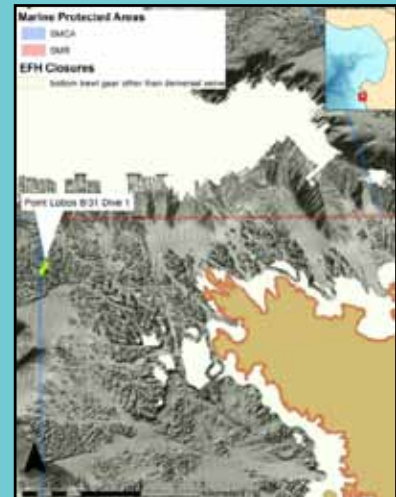 Marine Protected Areas
SMCA
SMR
EFH Closures
bottom trawl gear other than demersal seine
Point Lobos 8/31 Dive 1